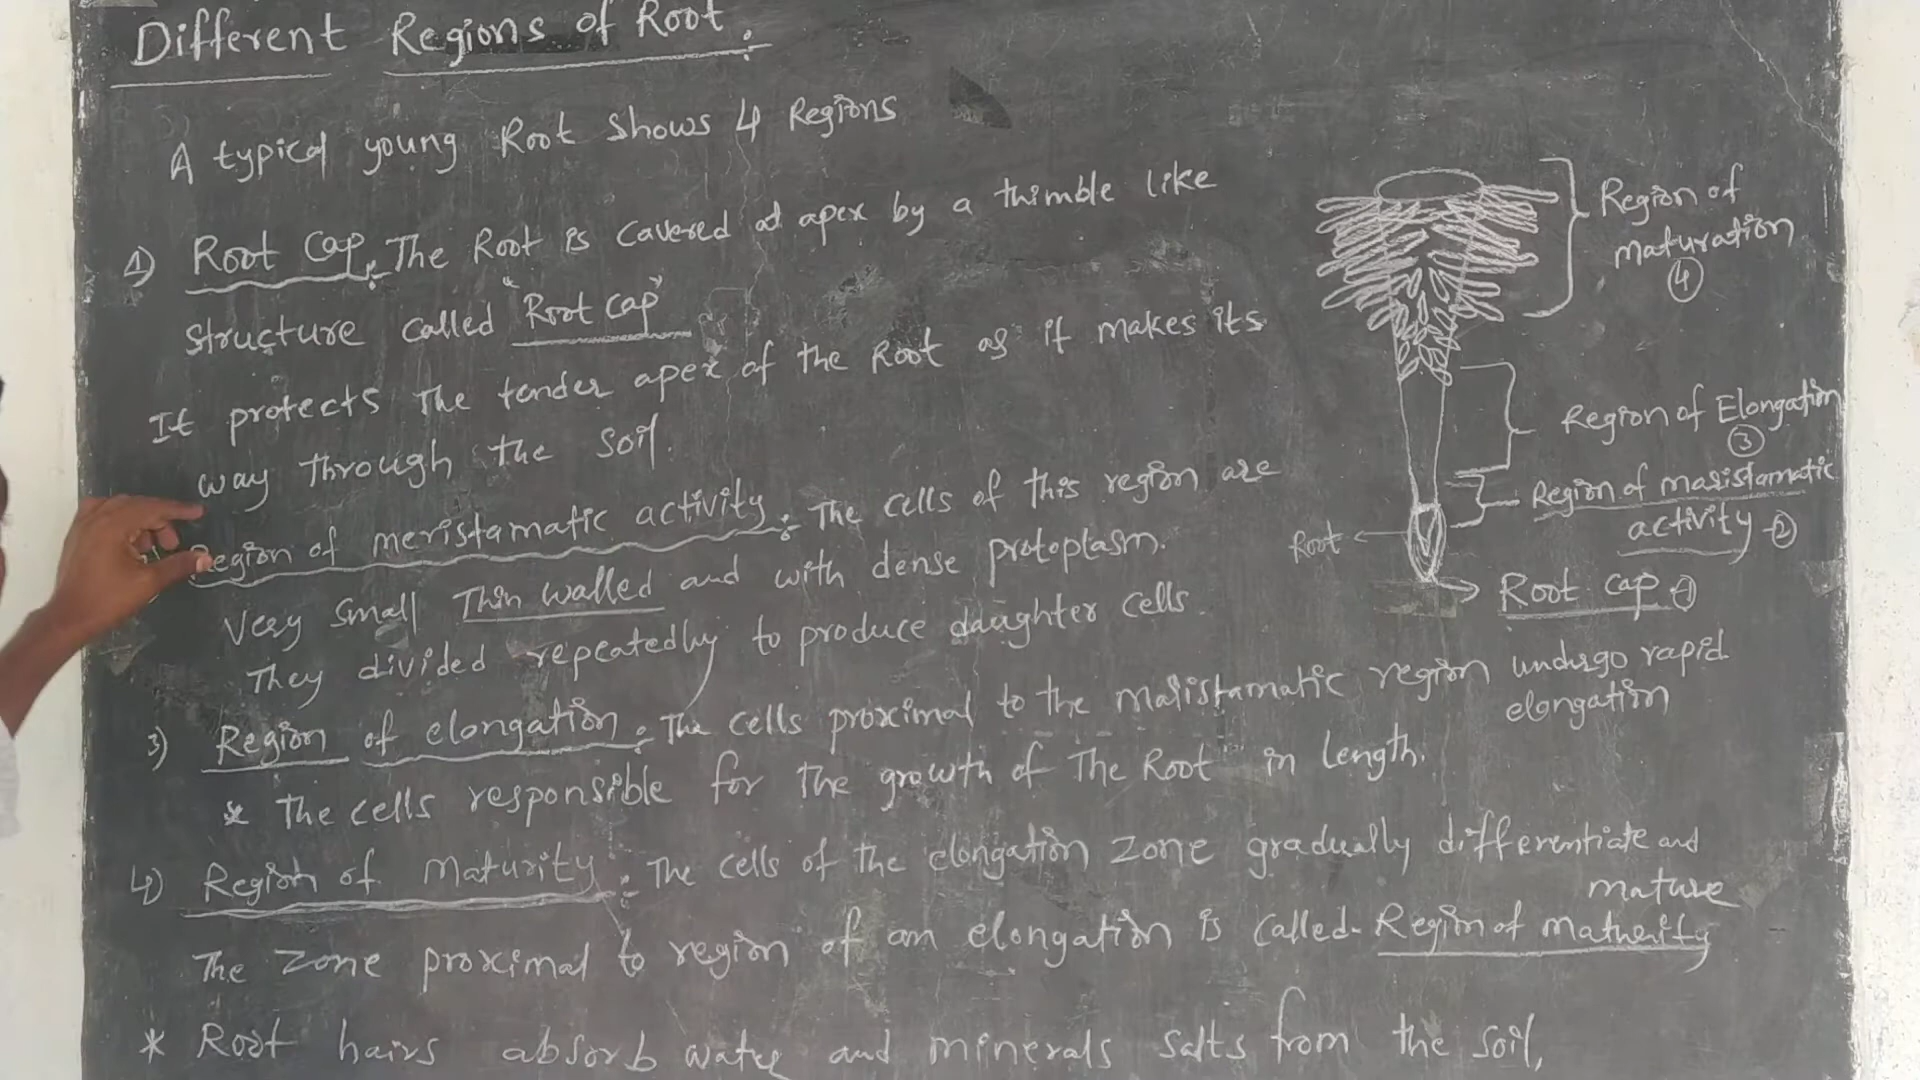 Different Regions of Root :
A typical young Root shows 4 Regions
1) Root Cap : The Root is cavered at apex by a thimble like
structure called "Root cap"
It protects The tender apex of the Root as it makes its
way through the soil.
Region of meristamatic activity : The cells of this region are
Very small Thin walled and with dense protoplasm.
They divided repeatedly to produce daughter cells.
3) Region of elongation : The cells proximal to the maristamatic region undergo rapid
elongation
* The cells responsible for The growth of The Root in length.
4) Region of Maturity : The cells of the elongation zone gradually differentiate and
mature
The zone proximal to region of an elongation is called Region of maturity
* Root hairs absorb water and minerals salts from the soil,
Region of
maturation
4
Region of Elongation
3
Region of maristamatic
activity - 2
Root
Root cap - 1